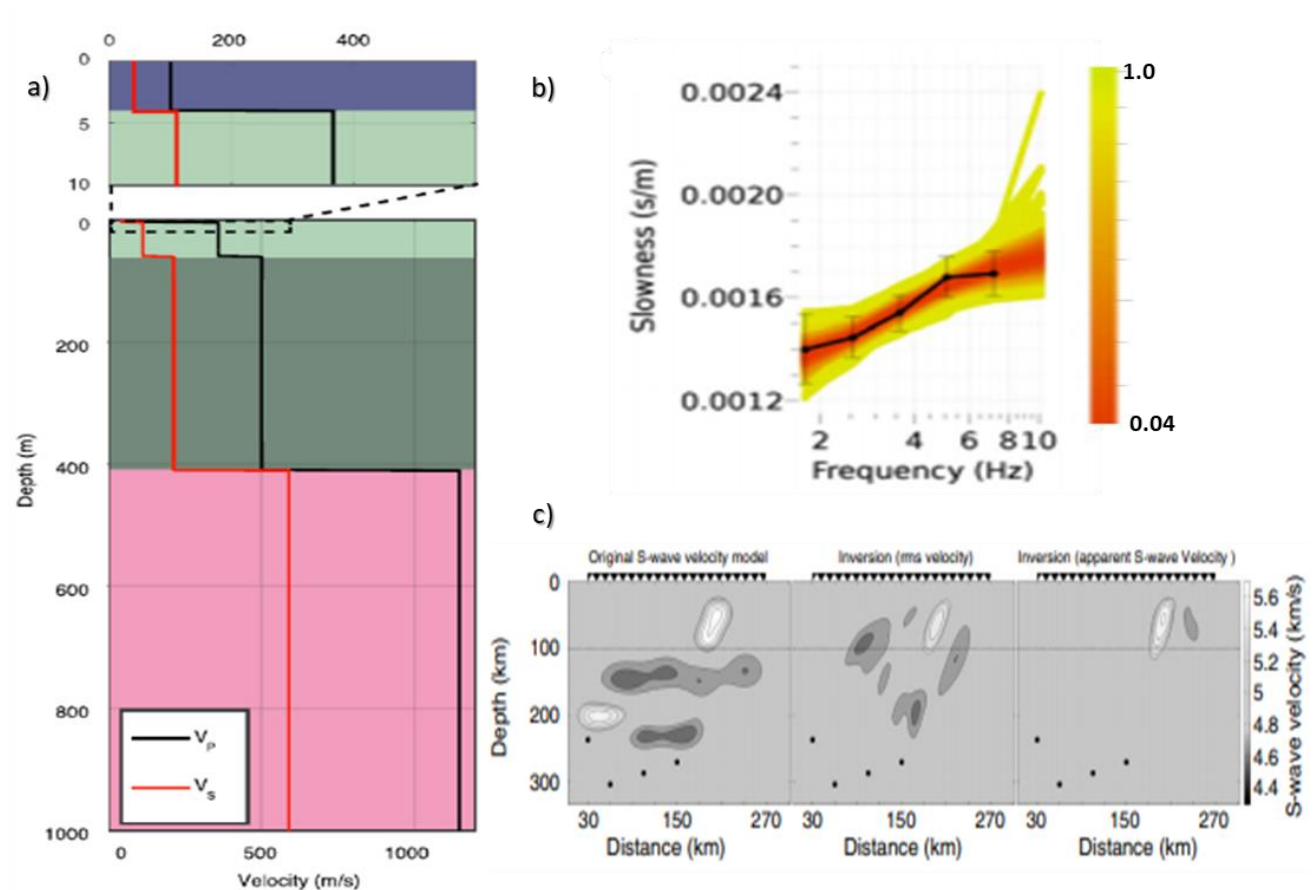 a)
0 200 400
0
5
10
0
200
400
600
800
1000
Depth (m)
V_P
V_S
0 500 1000
Velocity (m/s)
b)
0.0024
0.0020
0.0016
0.0012
Slowness (s/m)
2 4 6 8 10
Frequency (Hz)
1.0
0.04
c)
Original S-wave velocity model
Inversion (rms velocity)
Inversion (apparent S-wave Velocity )
0
100
200
300
Depth (km)
30 150 270
Distance (km)
30 150 270
Distance (km)
30 150 270
Distance (km)
5.6
5.4
5.2
5
4.8
4.6
4.4
S-wave velocity (km/s)